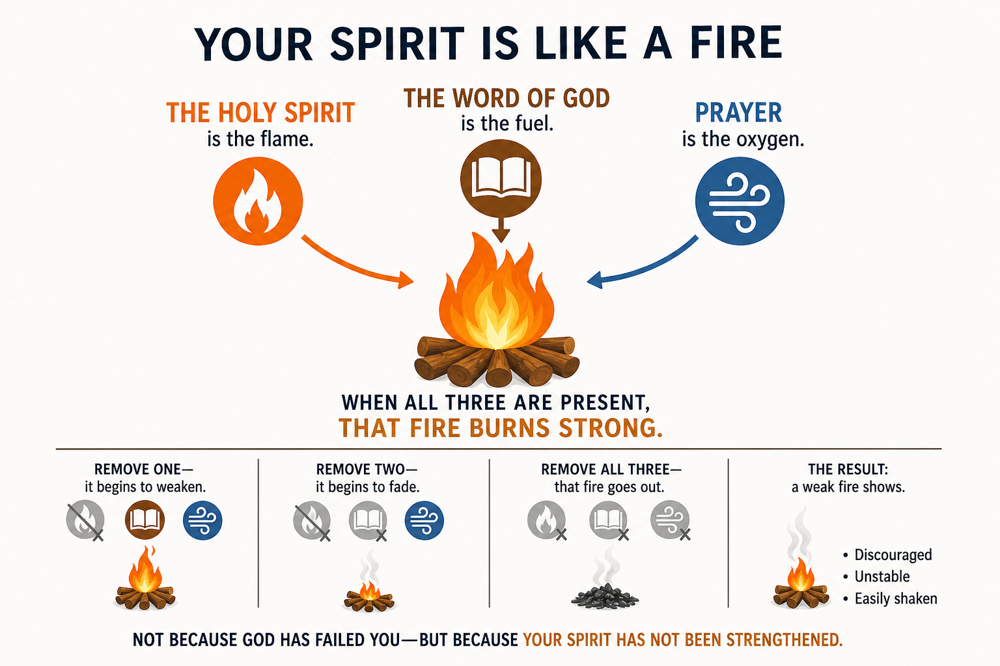 YOUR SPIRIT IS LIKE A FIRE
THE HOLY SPIRIT
is the flame.
THE WORD OF GOD
is the fuel.
PRAYER
is the oxygen.
WHEN ALL THREE ARE PRESENT,
THAT FIRE BURNS STRONG.
REMOVE ONE—
it begins to weaken.
REMOVE TWO—
it begins to fade.
REMOVE ALL THREE—
that fire goes out.
THE RESULT:
a weak fire shows.
• Discouraged
• Unstable
• Easily shaken
NOT BECAUSE GOD HAS FAILED YOU—BUT BECAUSE YOUR SPIRIT HAS NOT BEEN STRENGTHENED.